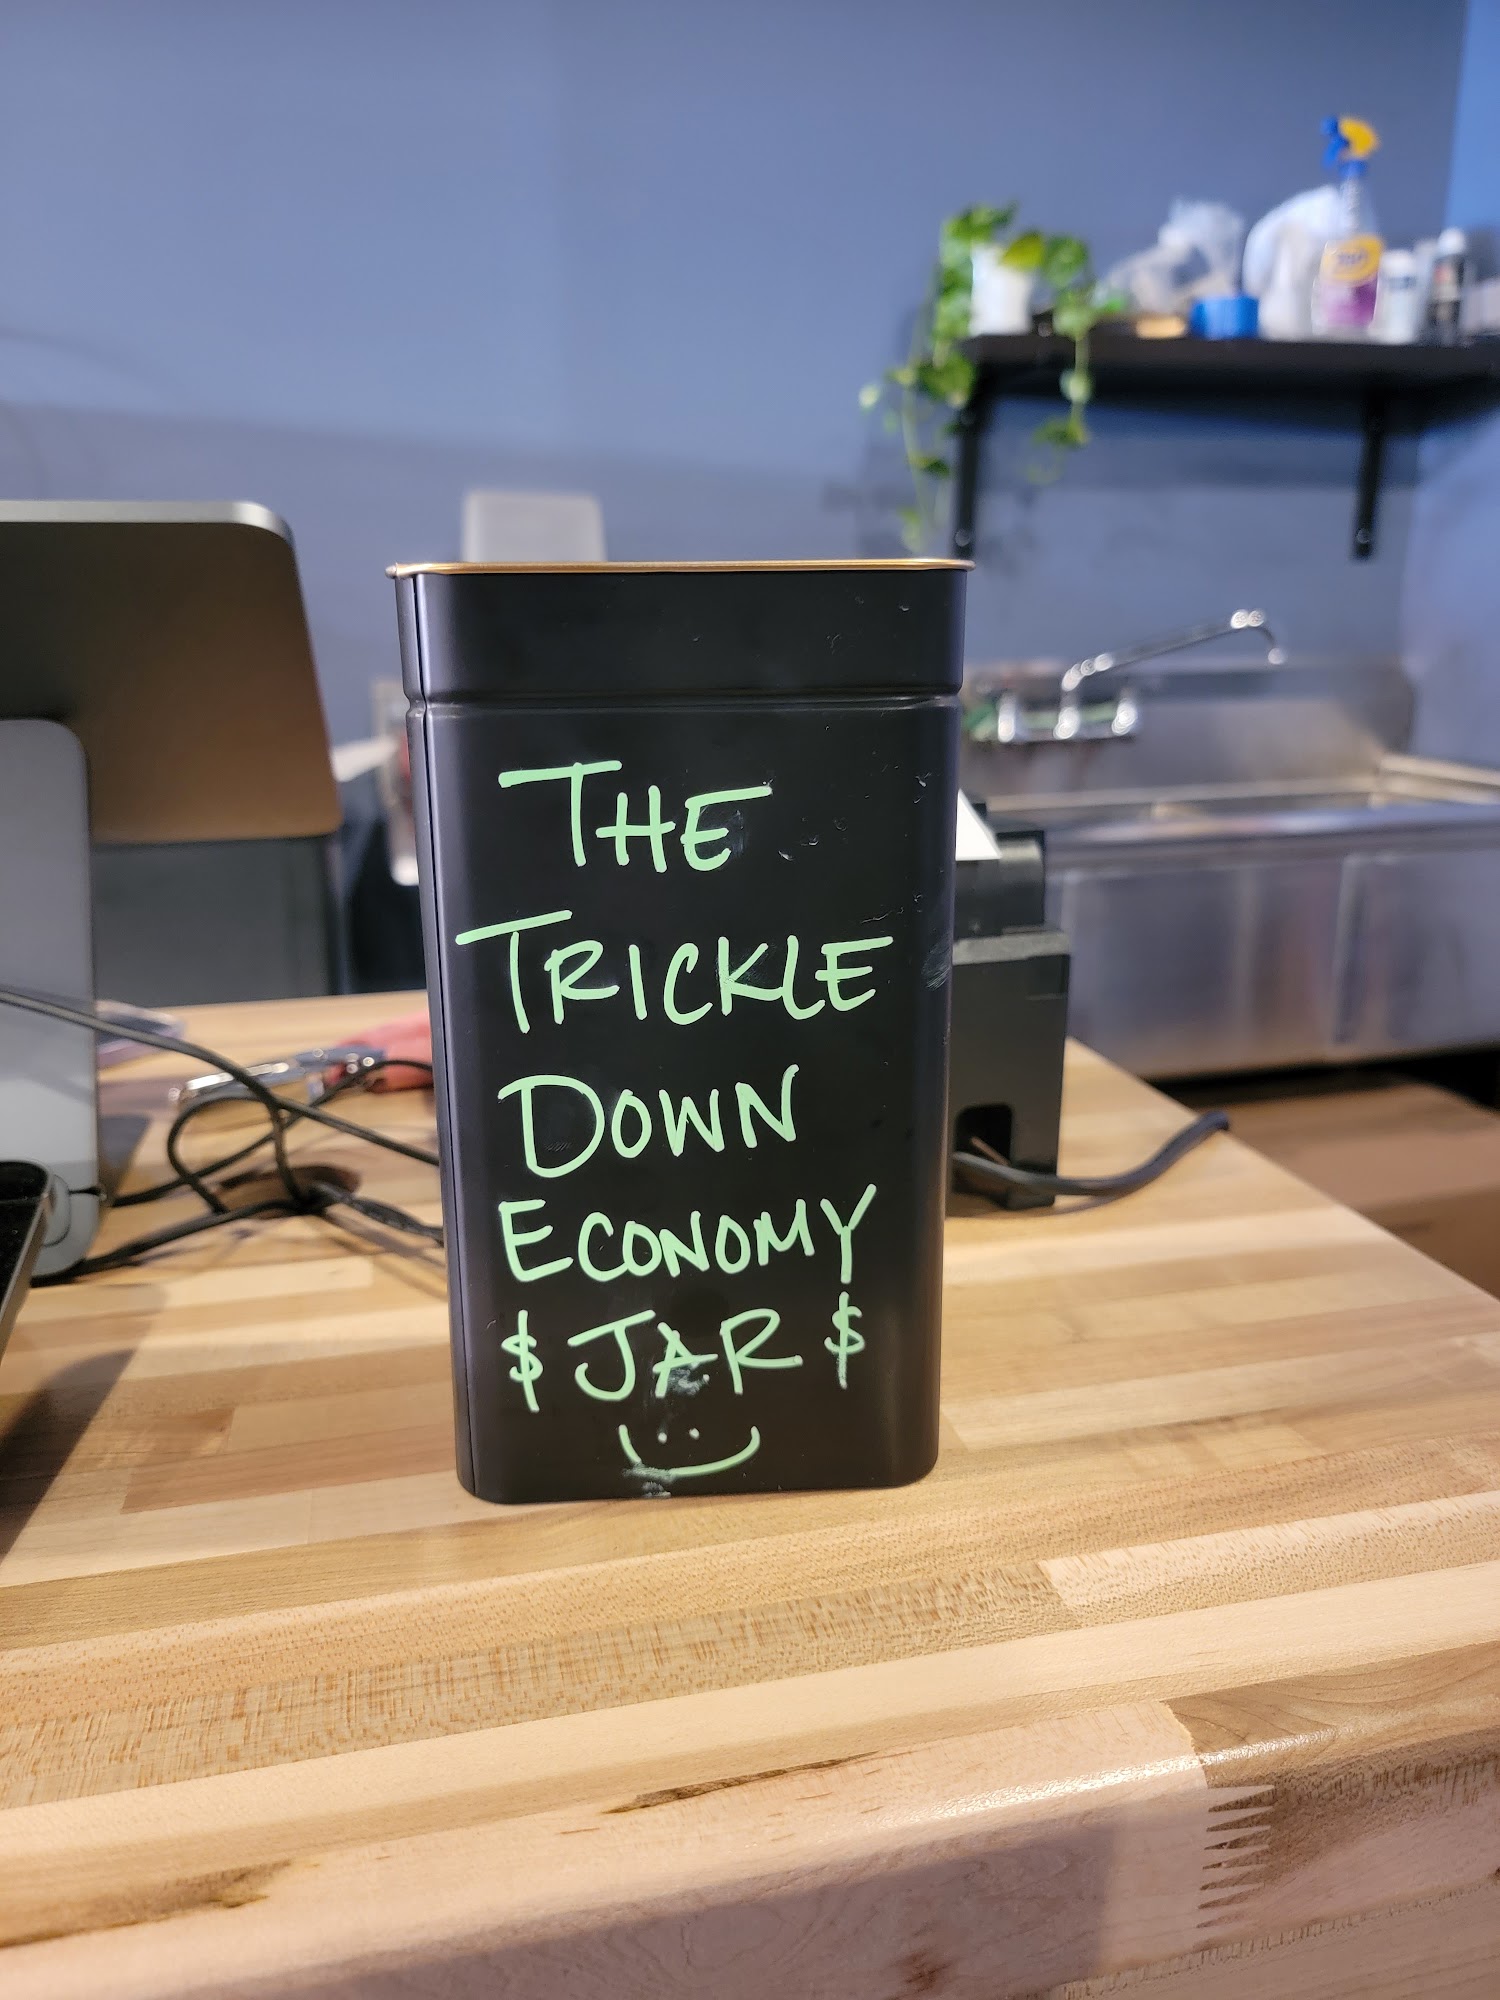 THE
TRICKLE
DOWN
ECONOMY
$ JAR $